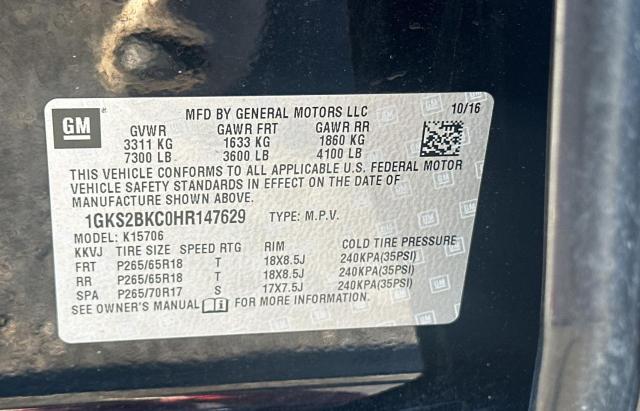 GM
MFD BY GENERAL MOTORS LLC 10/16
GVWR GAWR FRT GAWR RR
3311 KG 1633 KG 1860 KG
7300 LB 3600 LB 4100 LB
THIS VEHICLE CONFORMS TO ALL APPLICABLE U.S. FEDERAL MOTOR
VEHICLE SAFETY STANDARDS IN EFFECT ON THE DATE OF
MANUFACTURE SHOWN ABOVE.
1GKS2BKC0HR147629 TYPE: M.P.V.
MODEL: K15706
KKVJ TIRE SIZE SPEED RTG RIM COLD TIRE PRESSURE
FRT P265/65R18 T 18X8.5J 240KPA(35PSI)
RR P265/65R18 T 18X8.5J 240KPA(35PSI)
SPA P265/70R17 S 17X7.5J 240KPA(35PSI)
SEE OWNER'S MANUAL FOR MORE INFORMATION.